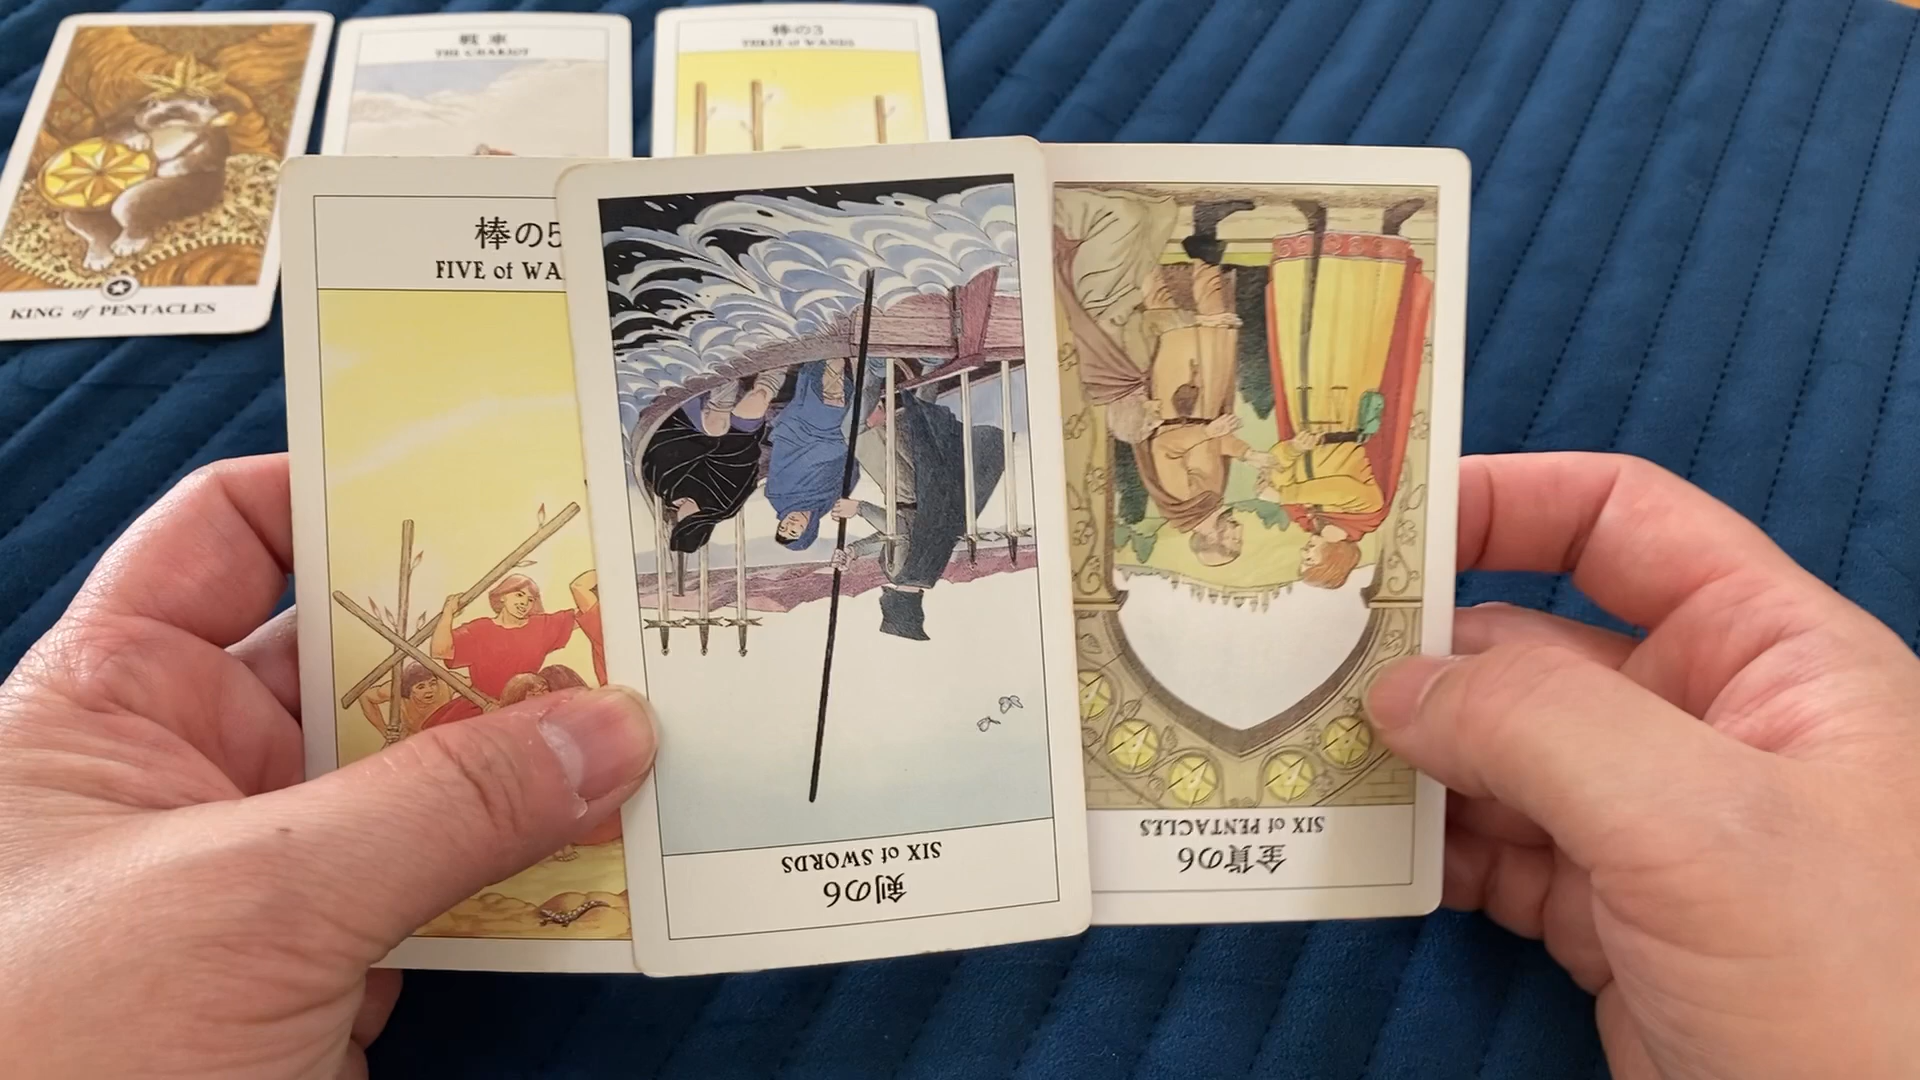 戦車
THE CHARIOT
棒の3
THREE of WANDS
KING of PENTACLES
棒の5
FIVE of WA
SIX of SWORDS
剣の6
SIX of PENTACLES
金貨の6